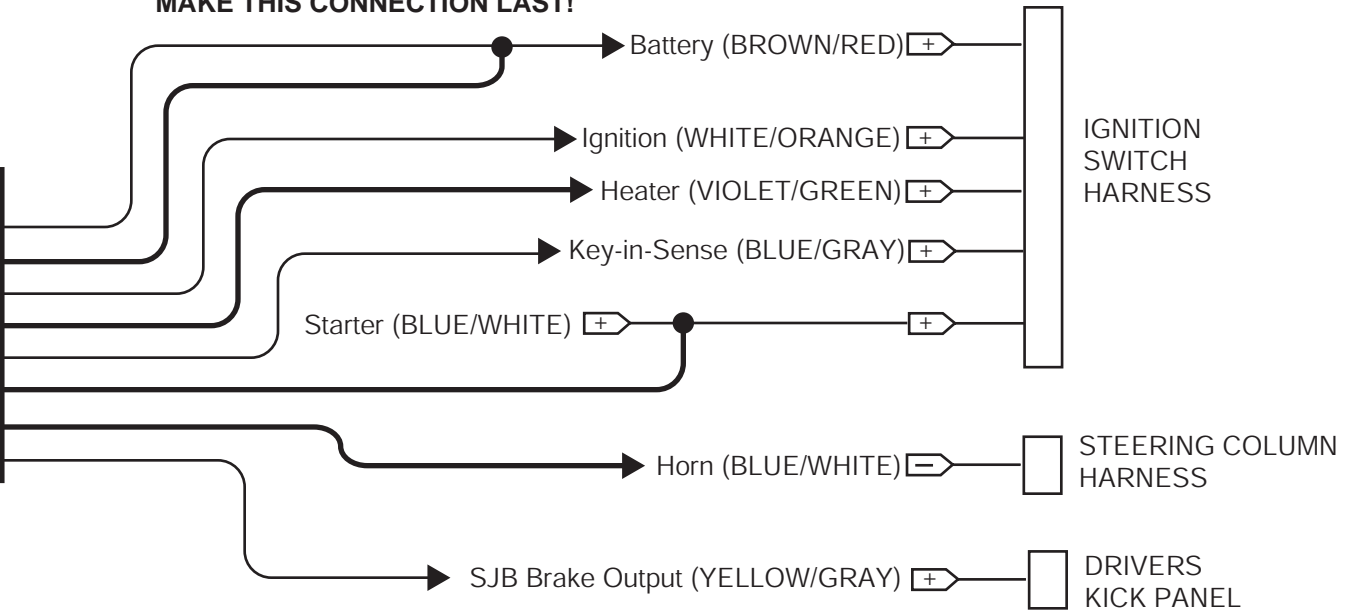 MAKE THIS CONNECTION LAST!
Battery (BROWN/RED) +
Ignition (WHITE/ORANGE) +
Heater (VIOLET/GREEN) +
Key-in-Sense (BLUE/GRAY) +
Starter (BLUE/WHITE) + +
IGNITION
SWITCH
HARNESS
Horn (BLUE/WHITE) −
STEERING COLUMN
HARNESS
SJB Brake Output (YELLOW/GRAY) +
DRIVERS
KICK PANEL